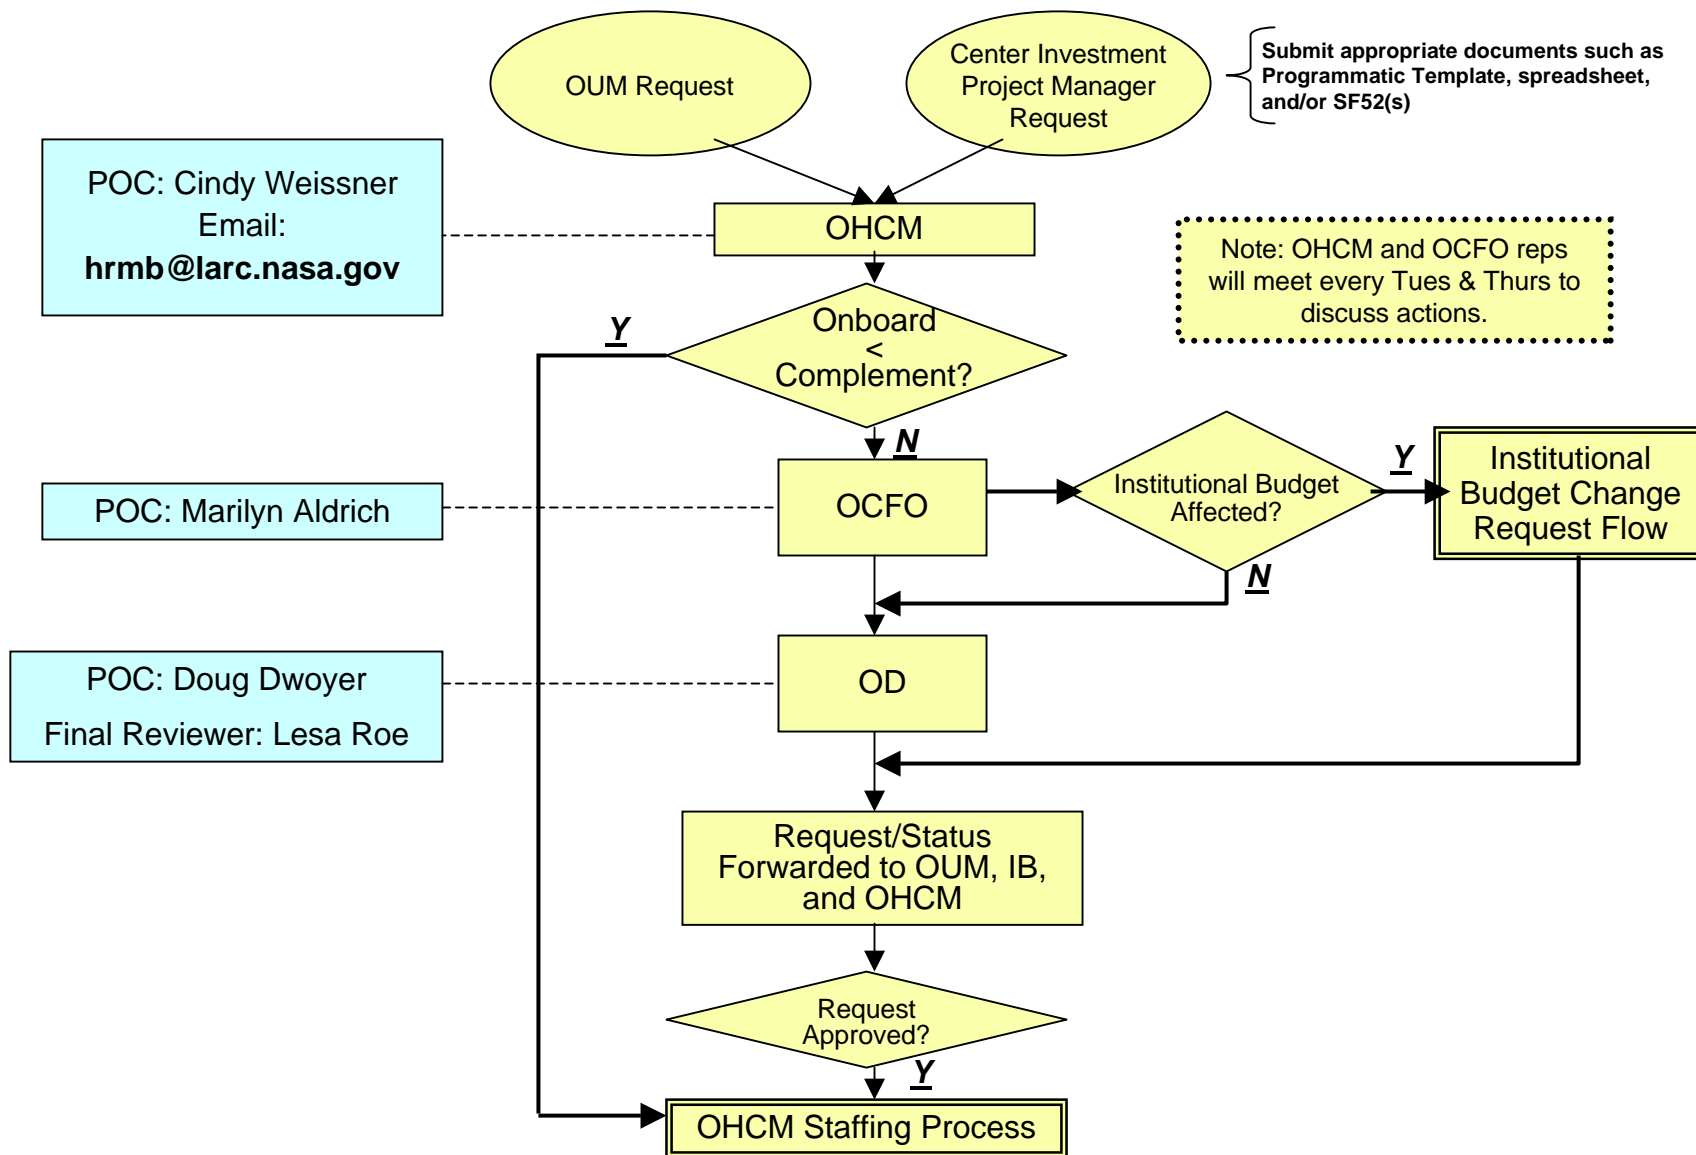 OUM Request
Center Investment
Project Manager
Request
Submit appropriate documents such as
Programmatic Template, spreadsheet,
and/or SF52(s)
POC: Cindy Weissner
Email:
hrmb@larc.nasa.gov
OHCM
Note: OHCM and OCFO reps
will meet every Tues & Thurs to
discuss actions.
Y
Onboard
<
Complement?
N
POC: Marilyn Aldrich
OCFO
Institutional Budget
Affected?
Y
Institutional
Budget Change
Request Flow
N
POC: Doug Dwoyer
Final Reviewer: Lesa Roe
OD
Request/Status
Forwarded to OUM, IB,
and OHCM
Request
Approved?
Y
OHCM Staffing Process